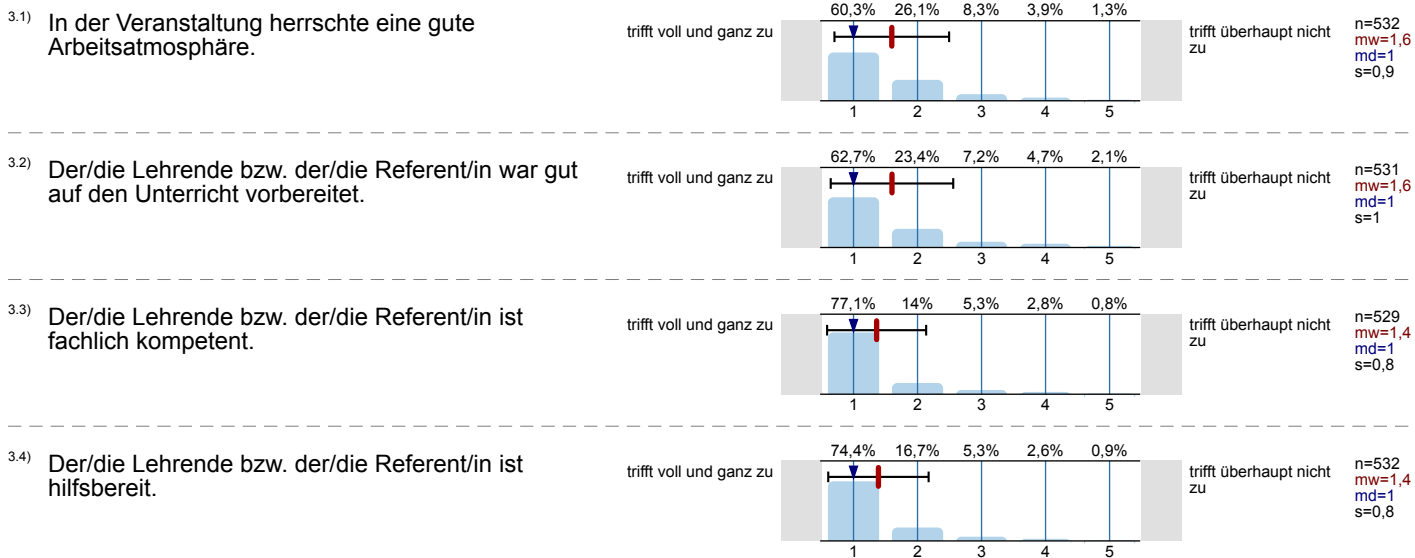 3.1) In der Veranstaltung herrschte eine gute
Arbeitsatmosphäre.
trifft voll und ganz zu
60,3% 26,1% 8,3% 3,9% 1,3%
1 2 3 4 5
trifft überhaupt nicht
zu
n=532
mw=1,6
md=1
s=0,9
3.2) Der/die Lehrende bzw. der/die Referent/in war gut
auf den Unterricht vorbereitet.
trifft voll und ganz zu
62,7% 23,4% 7,2% 4,7% 2,1%
1 2 3 4 5
trifft überhaupt nicht
zu
n=531
mw=1,6
md=1
s=1
3.3) Der/die Lehrende bzw. der/die Referent/in ist
fachlich kompetent.
trifft voll und ganz zu
77,1% 14% 5,3% 2,8% 0,8%
1 2 3 4 5
trifft überhaupt nicht
zu
n=529
mw=1,4
md=1
s=0,8
3.4) Der/die Lehrende bzw. der/die Referent/in ist
hilfsbereit.
trifft voll und ganz zu
74,4% 16,7% 5,3% 2,6% 0,9%
1 2 3 4 5
trifft überhaupt nicht
zu
n=532
mw=1,4
md=1
s=0,8